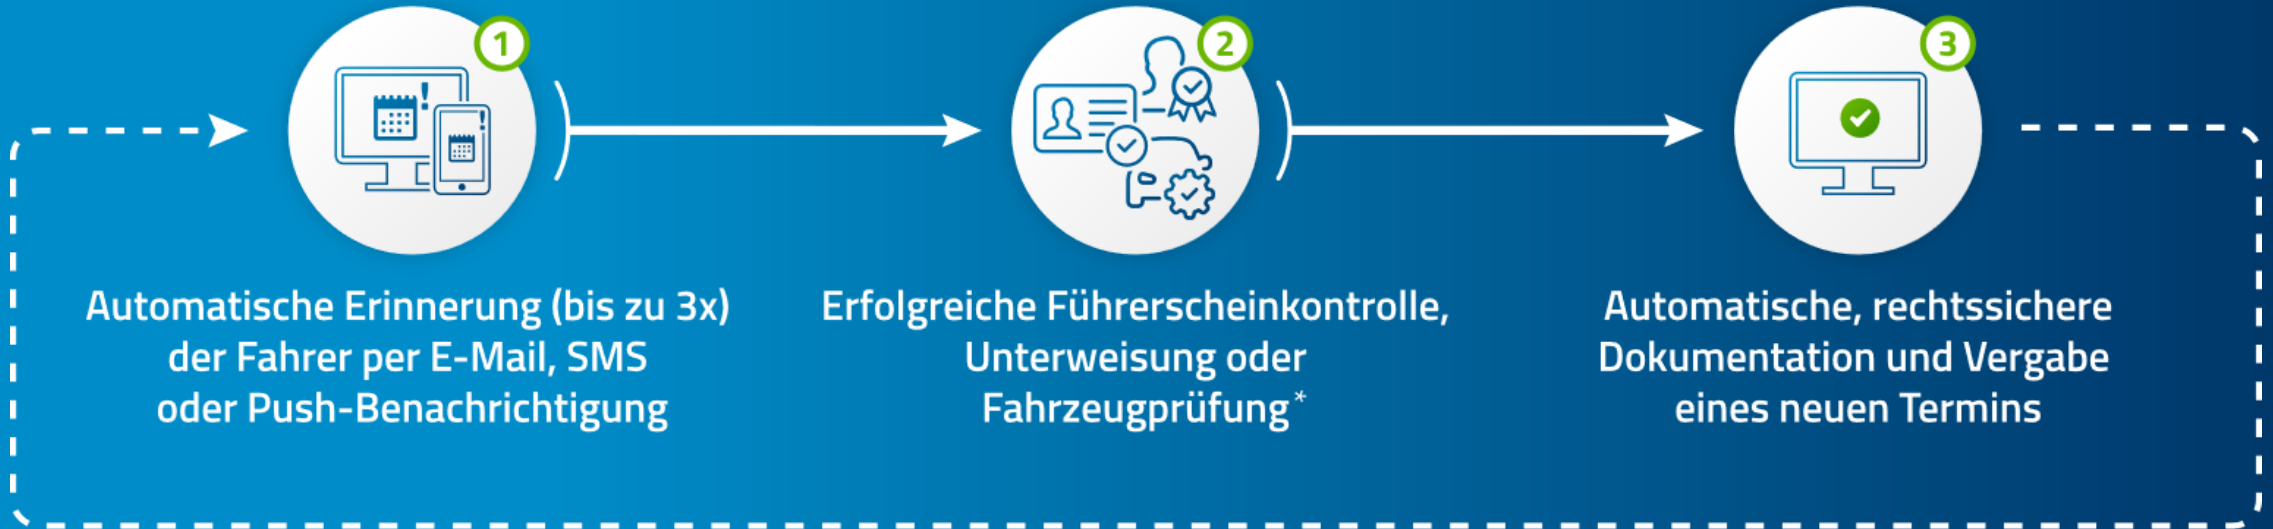 1
2
3
Automatische Erinnerung (bis zu 3x)
der Fahrer per E-Mail, SMS
oder Push-Benachrichtigung
Erfolgreiche Führerscheinkontrolle,
Unterweisung oder
Fahrzeugprüfung*
Automatische, rechtssichere
Dokumentation und Vergabe
eines neuen Termins